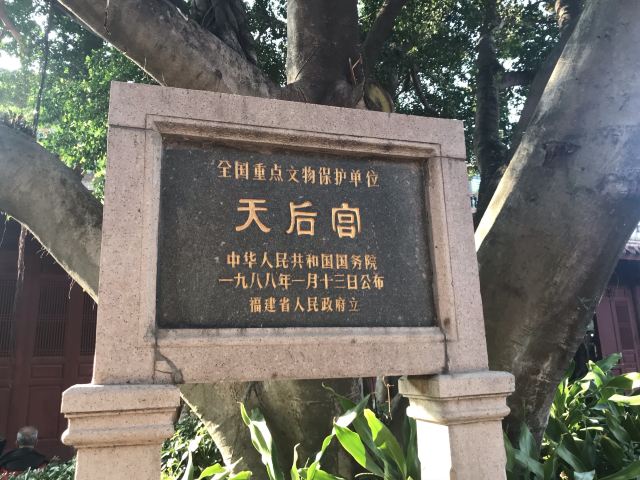 全国重点文物保护单位
天后宫
中华人民共和国国务院
一九八八年一月十三日公布
福建省人民政府立